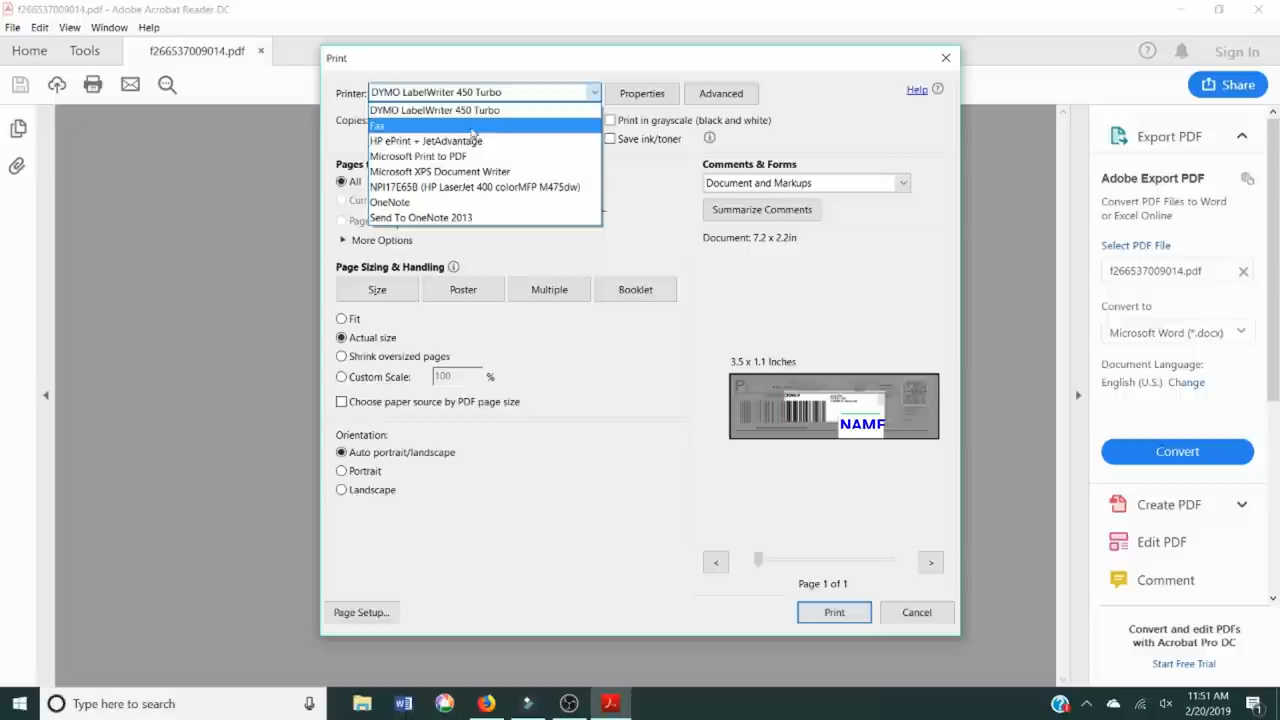 f266537009014.pdf - Adobe Acrobat Reader DC
File Edit View Window Help
Home Tools f266537009014.pdf × Sign In
Share
Print
Printer: DYMO LabelWriter 450 Turbo Properties Advanced Help
DYMO LabelWriter 450 Turbo
Copies: Fax Print in grayscale (black and white)
HP ePrint + JetAdvantage Save ink/toner
Microsoft Print to PDF
Microsoft XPS Document Writer
NPI17E65B (HP LaserJet 400 colorMFP M475dw)
OneNote
Send To OneNote 2013
All
More Options
Comments & Forms
Document and Markups
Summarize Comments
Document: 7.2 x 2.2in
Page Sizing & Handling
Size Poster Multiple Booklet
Fit
Actual size
Shrink oversized pages
Custom Scale: 100 %
Choose paper source by PDF page size
Orientation:
Auto portrait/landscape
Portrait
Landscape
3.5 x 1.1 Inches
P
NAME
< >
Page 1 of 1
Page Setup... Print Cancel
Export PDF
Adobe Export PDF
Convert PDF Files to Word
or Excel Online
Select PDF File
f266537009014.pdf
Convert to
Microsoft Word (*.docx)
Document Language:
English (U.S.) Change
Convert
Create PDF
Edit PDF
Comment
Convert and edit PDFs
with Acrobat Pro DC
Start Free Trial
Type here to search
11:51 AM
2/20/2019